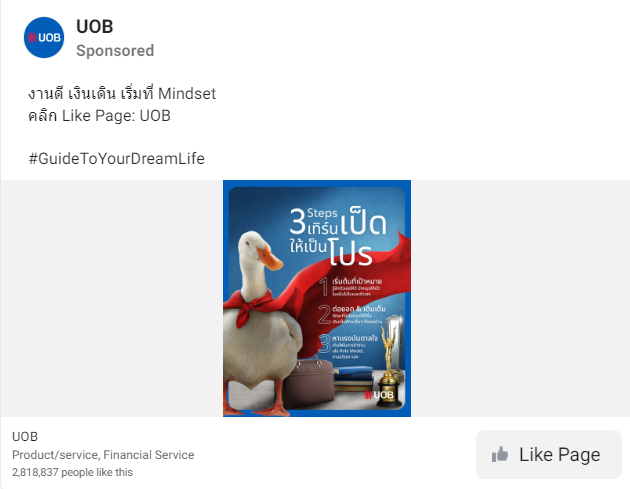 UOB
UOB
Sponsored
งานดี เงินเดิน เริ่มที่ Mindset
คลิก Like Page: UOB
#GuideToYourDreamLife
3 Steps
เทิร์นเป็ด
ให้เป็นโปร
1 เริ่มต้นที่เป้าหมาย
2 ต่อยอด & เติมเต็ม
3 หาแรงบันดาลใจ
เช่น Role Model,
UOB
UOB
Product/service, Financial Service
2,818,837 people like this
Like Page